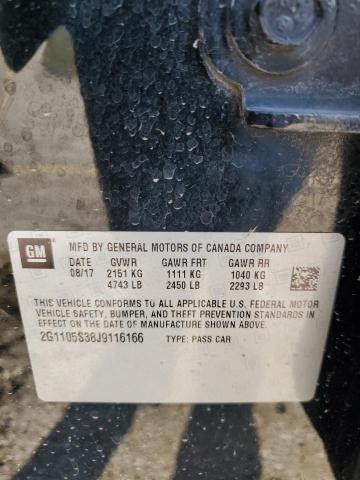 GM
MFD BY GENERAL MOTORS OF CANADA COMPANY
DATE GVWR GAWR FRT GAWR RR
08/17 2151 KG 1111 KG 1040 KG
4743 LB 2450 LB 2293 LB
THIS VEHICLE CONFORMS TO ALL APPLICABLE U.S. FEDERAL MOTOR
VEHICLE SAFETY, BUMPER, AND THEFT PREVENTION STANDARDS
IN EFFECT ON THE DATE OF MANUFACTURE SHOWN ABOVE.
2G1105S38J9116166 TYPE: PASS CAR